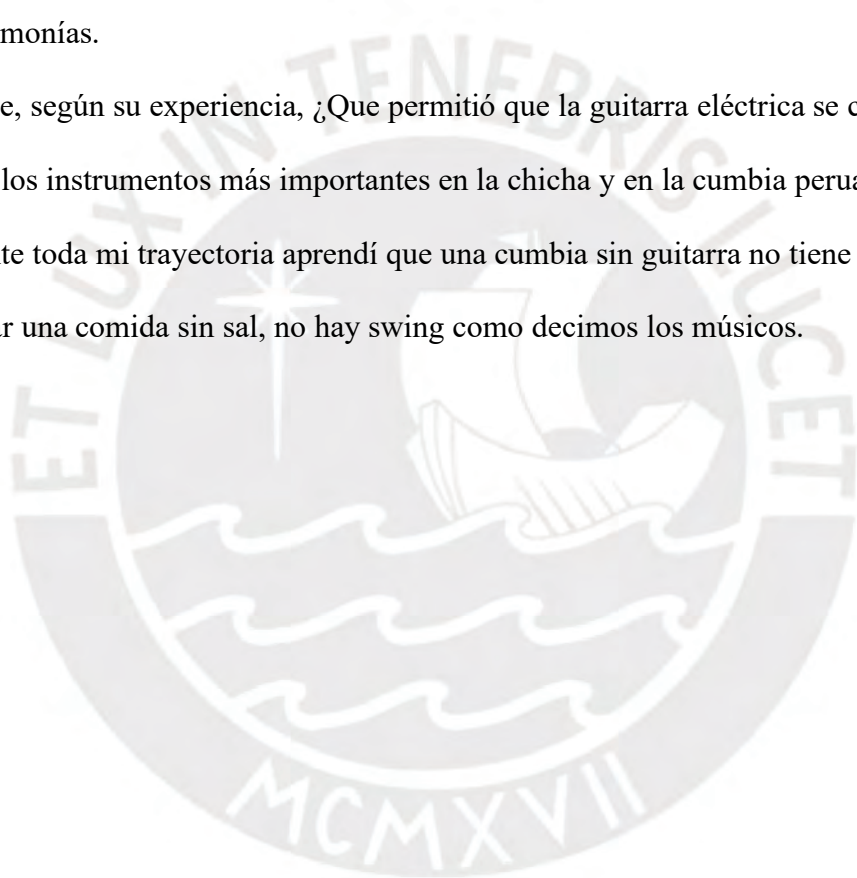 monías.
e, según su experiencia, ¿Que permitió que la guitarra eléctrica se c
los instrumentos más importantes en la chicha y en la cumbia perua
te toda mi trayectoria aprendí que una cumbia sin guitarra no tiene
r una comida sin sal, no hay swing como decimos los músicos.
ET LUX IN TENEBRIS LUCET
MCMXVII